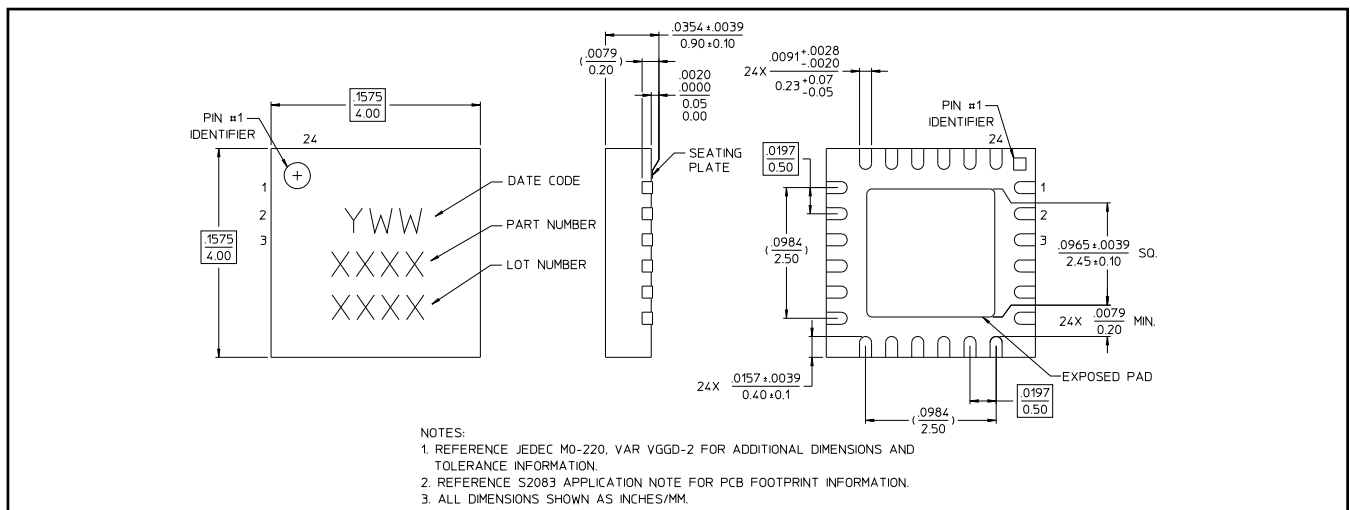 .0354 ±.0039
0.90 ±0.10
(.0079)
0.20
.0020
.0000
0.05
0.00
SEATING
PLATE
.1575
4.00
PIN #1
IDENTIFIER
24
1
2
3
.1575
4.00
YWW
XXXX
XXXX
DATE CODE
PART NUMBER
LOT NUMBER
24X .0091 +.0028 -.0020
0.23 +0.07 -0.05
PIN #1
IDENTIFIER
24
.0197
0.50
(.0984)
2.50
1
2
3
.0965 ±.0039 SQ.
2.45 ±0.10
24X .0079 MIN.
0.20
EXPOSED PAD
24X .0157 ±.0039
0.40 ±0.1
(.0984)
2.50
.0197
0.50
NOTES:
1. REFERENCE JEDEC MO-220, VAR VGGD-2 FOR ADDITIONAL DIMENSIONS AND
TOLERANCE INFORMATION.
2. REFERENCE S2083 APPLICATION NOTE FOR PCB FOOTPRINT INFORMATION.
3. ALL DIMENSIONS SHOWN AS INCHES/MM.